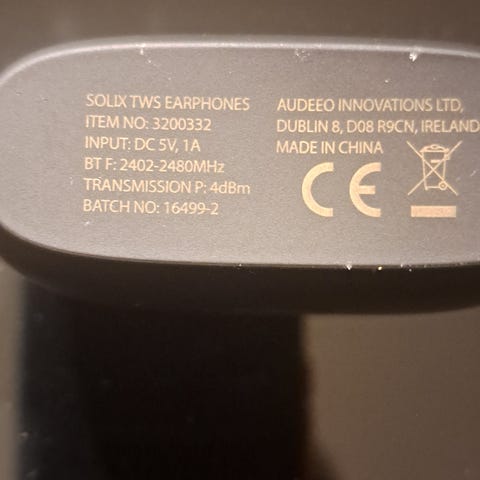 SOLIX TWS EARPHONES
ITEM NO: 3200332
INPUT: DC 5V, 1A
BT F: 2402-2480MHz
TRANSMISSION P: 4dBm
BATCH NO: 16499-2
AUDEEO INNOVATIONS LTD,
DUBLIN 8, D08 R9CN, IRELAND
MADE IN CHINA
CE